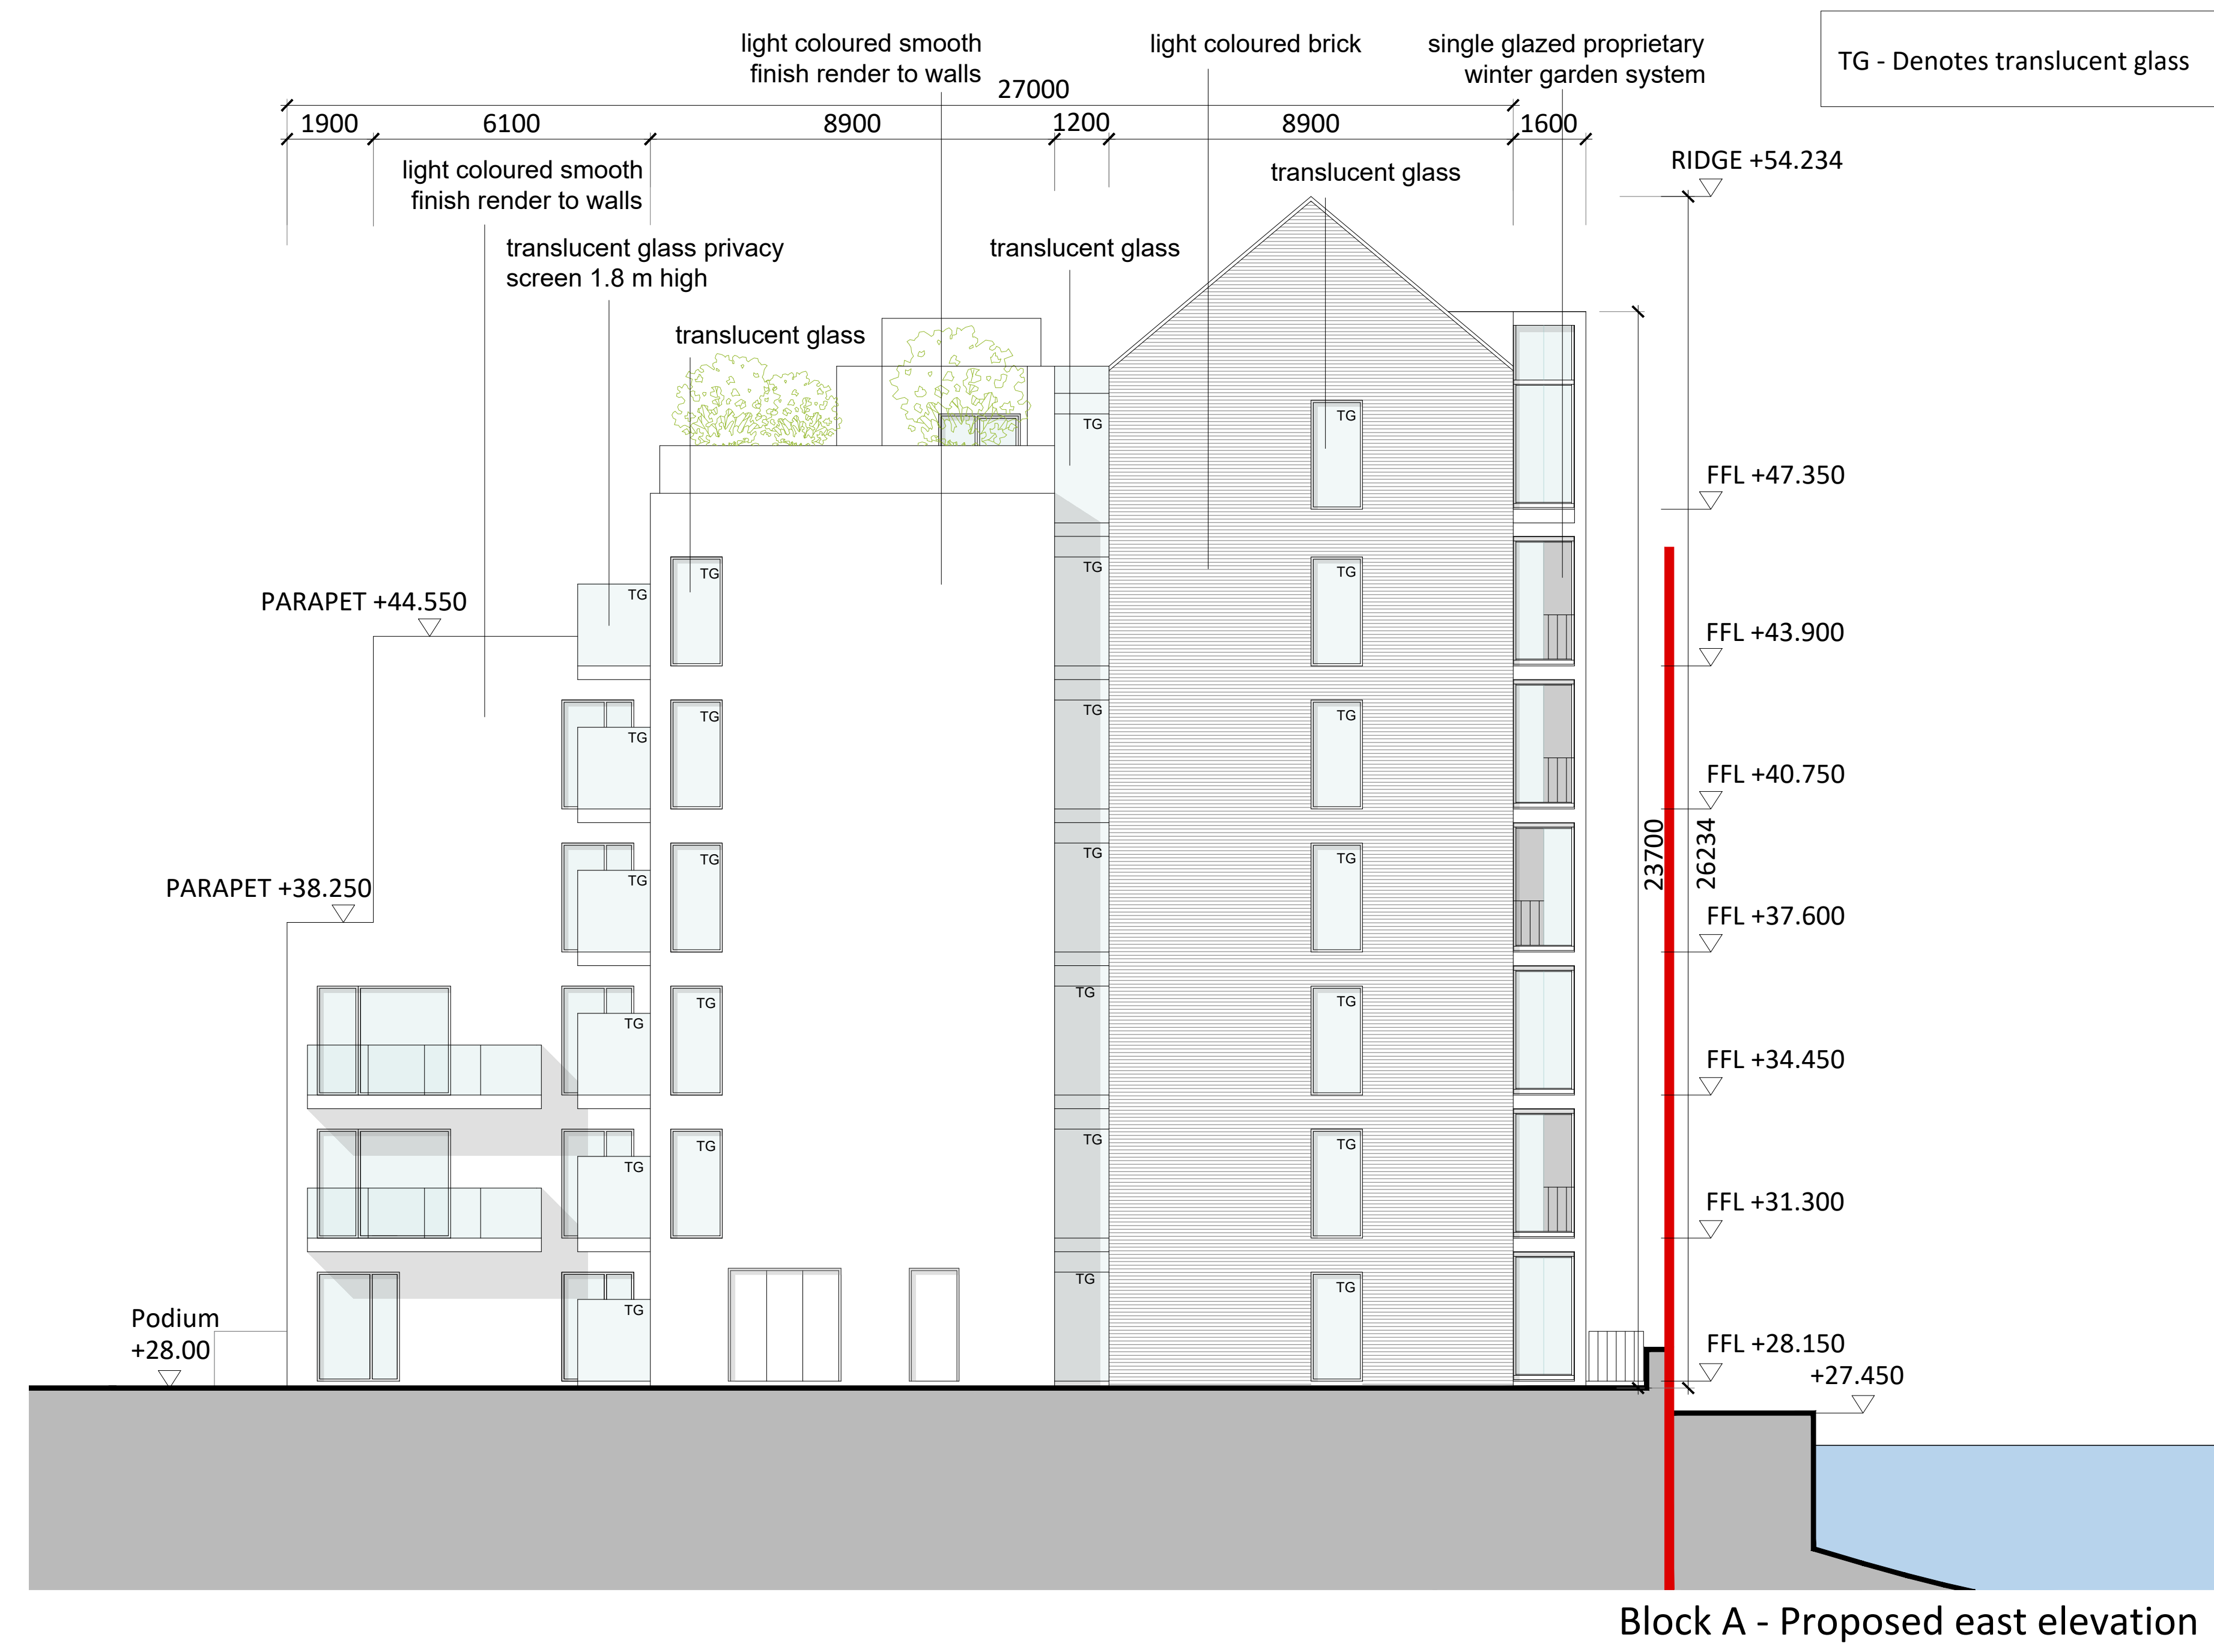 light coloured smooth
finish render to walls
light coloured brick
single glazed proprietary
winter garden system
TG - Denotes translucent glass
27000
1900
6100
8900
1200
8900
1600
light coloured smooth
finish render to walls
translucent glass
RIDGE +54.234
translucent glass privacy
screen 1.8 m high
translucent glass
translucent glass
TG
TG
FFL +47.350
TG
TG
TG
TG
PARAPET +44.550
FFL +43.900
TG
TG
TG
TG
FFL +40.750
23700
26234
TG
TG
TG
TG
PARAPET +38.250
FFL +37.600
TG
TG
TG
TG
FFL +34.450
TG
TG
TG
TG
FFL +31.300
TG
TG
TG
Podium
+28.00
FFL +28.150
+27.450
Block A - Proposed east elevation